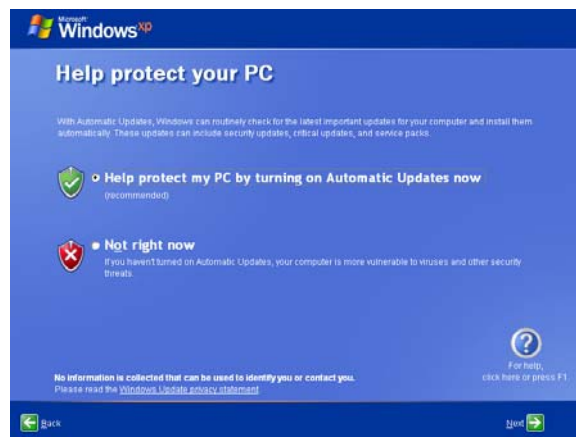 Microsoft
Windows xp
Help protect your PC
With Automatic Updates, Windows can routinely check for the latest important updates for your computer and install them
automatically. These updates can include security updates, critical updates, and service packs.
Help protect my PC by turning on Automatic Updates now
(recommended)
Not right now
If you haven't turned on Automatic Updates, your computer is more vulnerable to viruses and other security
threats.
For help,
click here or press F1.
No information is collected that can be used to identify you or contact you.
Please read the Windows Update privacy statement
Back
Next